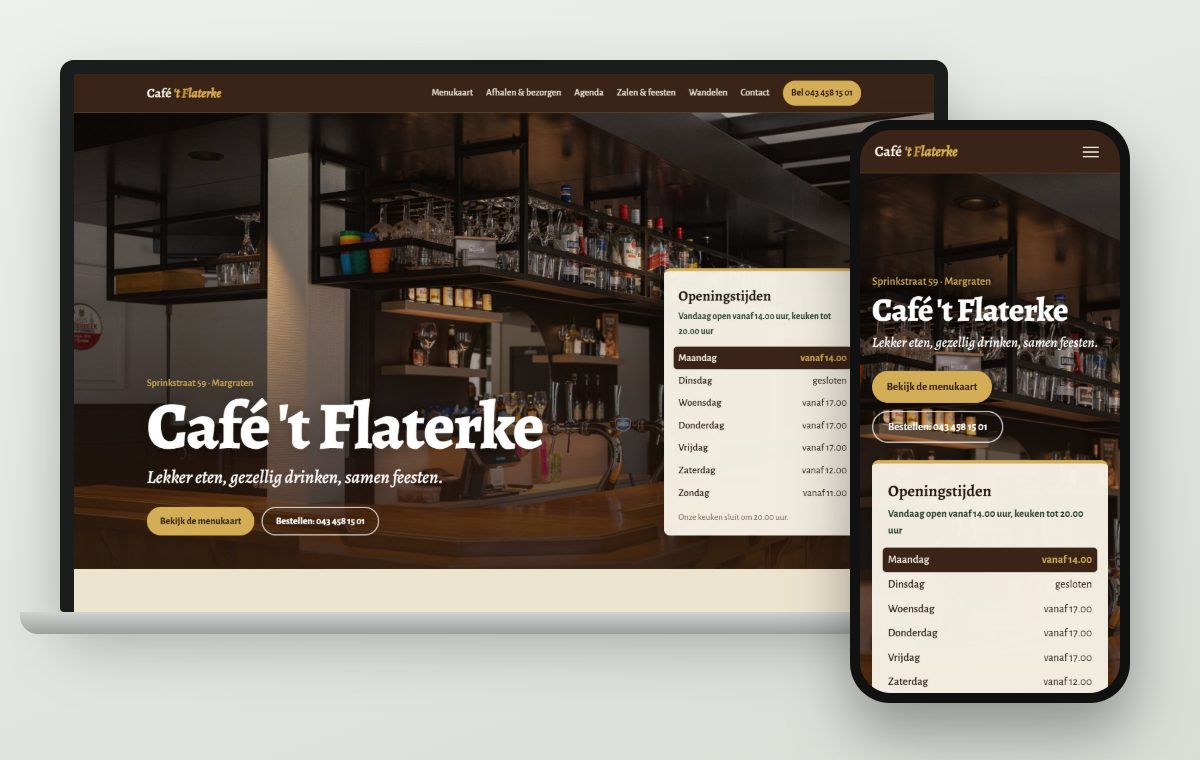 Café 't Flaterke
Menukaart Afhalen & bezorgen Agenda Zalen & feesten Wandelen Contact Bel 043 458 15 01
Sprinkstraat 59 · Margraten
Café 't Flaterke
Lekker eten, gezellig drinken, samen feesten.
Bekijk de menukaart Bestellen: 043 458 15 01
Openingstijden
Vandaag open vanaf 14.00 uur, keuken tot
20.00 uur
Maandag vanaf 14.00
Dinsdag gesloten
Woensdag vanaf 17.00
Donderdag vanaf 17.00
Vrijdag vanaf 17.00
Zaterdag vanaf 12.00
Zondag vanaf 11.00
Onze keuken sluit om 20.00 uur.
Café 't Flaterke
Sprinkstraat 59 · Margraten
Café 't Flaterke
Lekker eten, gezellig drinken, samen feesten.
Bekijk de menukaart
Bestellen: 043 458 15 01
Openingstijden
Vandaag open vanaf 14.00 uur, keuken tot 20.00
uur
Maandag vanaf 14.00
Dinsdag gesloten
Woensdag vanaf 17.00
Donderdag vanaf 17.00
Vrijdag vanaf 17.00
Zaterdag vanaf 12.00